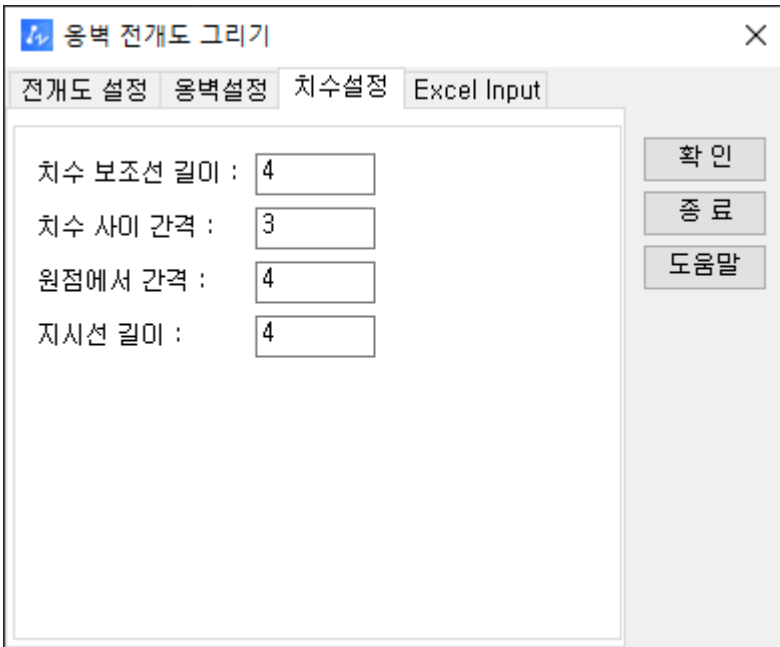 옹벽 전개도 그리기
전개도 설정 옹벽설정 치수설정 Excel Input
치수 보조선 길이 : 4
치수 사이 간격 : 3
원점에서 간격 : 4
지시선 길이 : 4
확 인
종 료
도움말